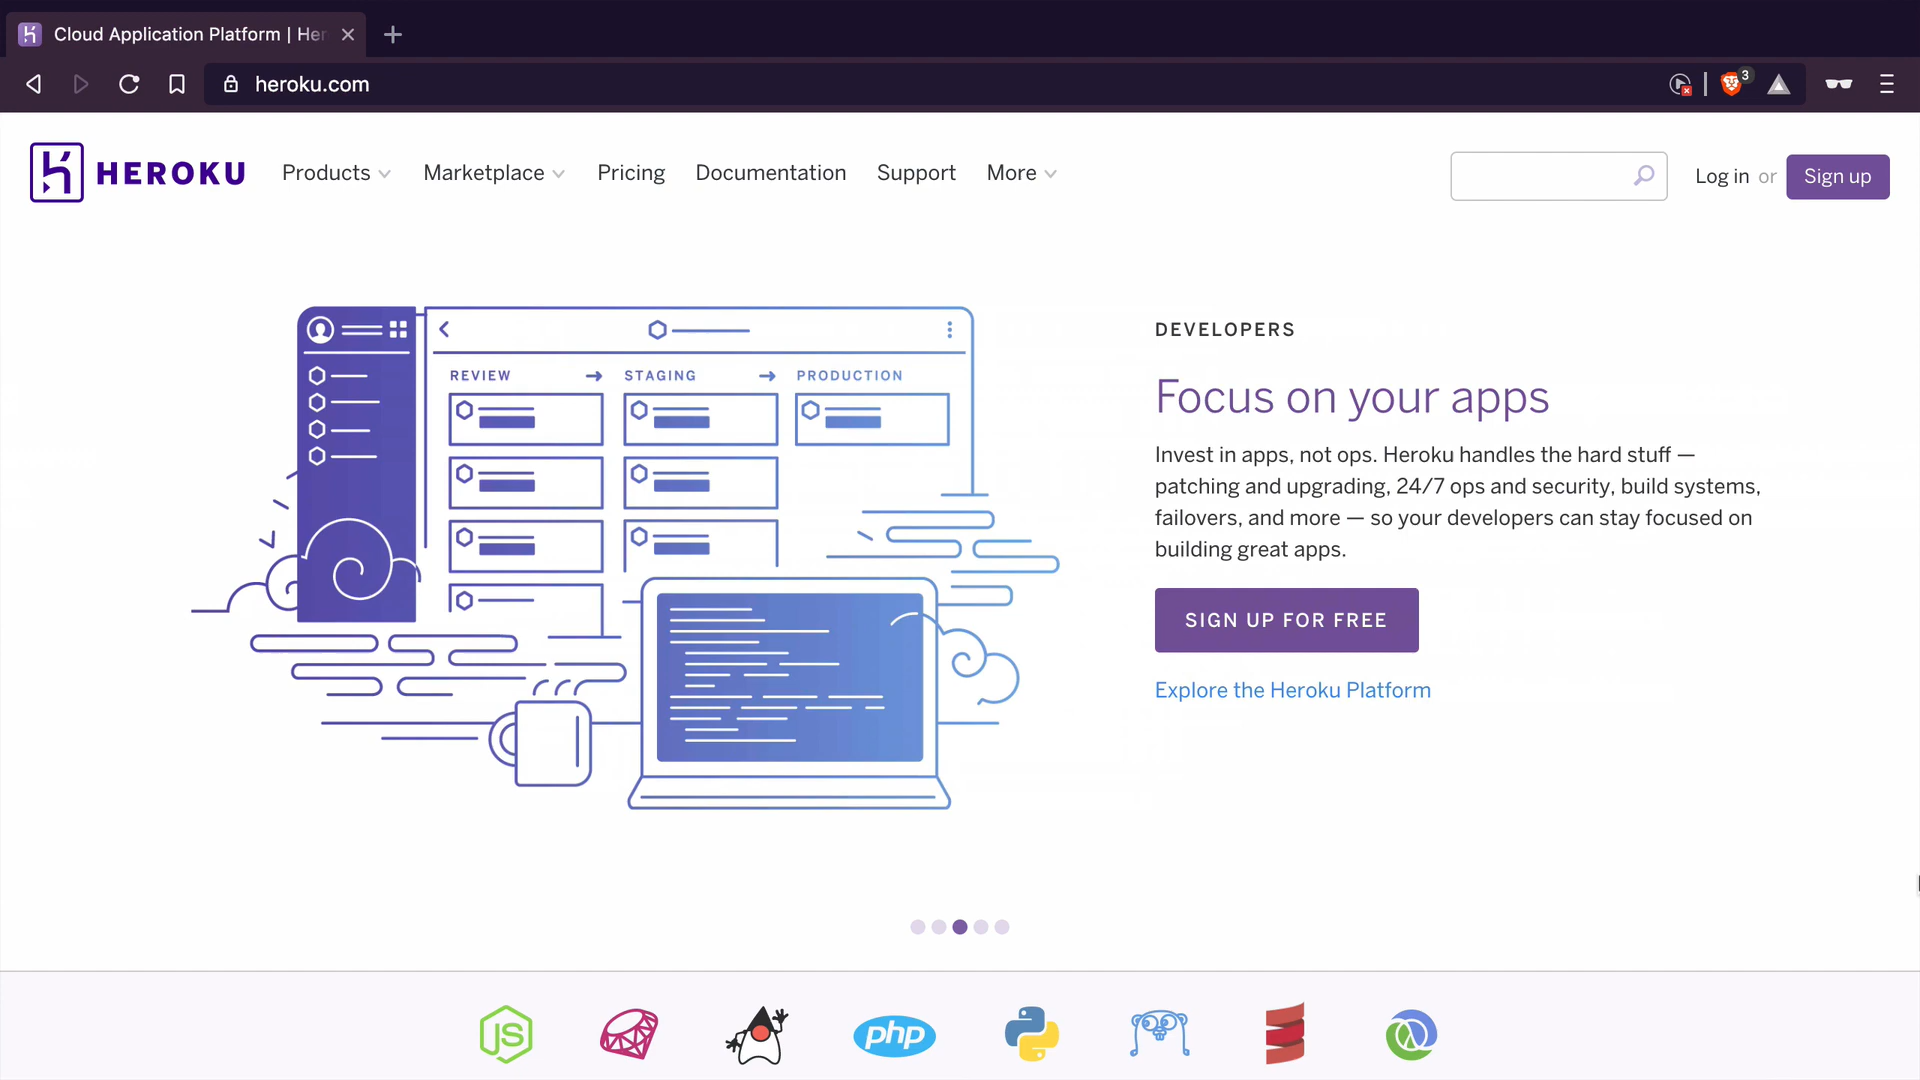 Cloud Application Platform | Her
heroku.com
3
HEROKU
Products
Marketplace
Pricing
Documentation
Support
More
Log in or
Sign up
REVIEW
STAGING
PRODUCTION
DEVELOPERS
Focus on your apps
Invest in apps, not ops. Heroku handles the hard stuff —
patching and upgrading, 24/7 ops and security, build systems,
failovers, and more — so your developers can stay focused on
building great apps.
SIGN UP FOR FREE
Explore the Heroku Platform
JS
php